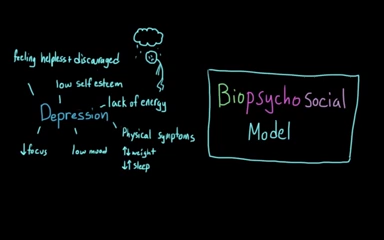 feeling helpless + discouraged
low self esteem
lack of energy
Depression
Physical symptoms
↑↓ weight
↓↑ sleep
↓ focus
low mood
Biopsychosocial
Model